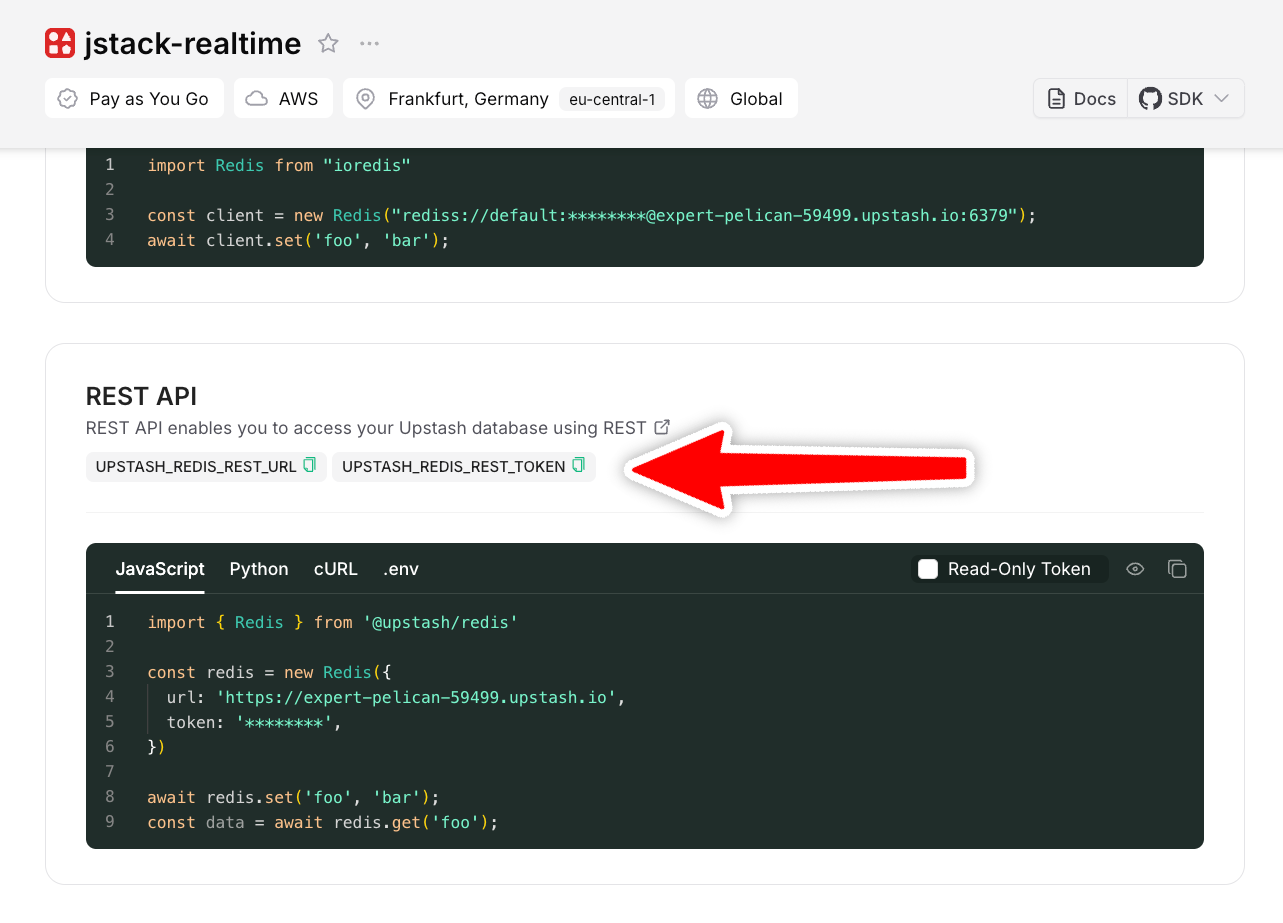 jstack-realtime
Pay as You Go AWS Frankfurt, Germany eu-central-1 Global Docs SDK
1 import Redis from "ioredis"
2
3 const client = new Redis("rediss://default:********@expert-pelican-59499.upstash.io:6379");
4 await client.set('foo', 'bar');
REST API
REST API enables you to access your Upstash database using REST
UPSTASH_REDIS_REST_URL UPSTASH_REDIS_REST_TOKEN
JavaScript Python cURL .env Read-Only Token
1 import { Redis } from '@upstash/redis'
2
3 const redis = new Redis({
4 url: 'https://expert-pelican-59499.upstash.io',
5 token: '********',
6 })
7
8 await redis.set('foo', 'bar');
9 const data = await redis.get('foo');